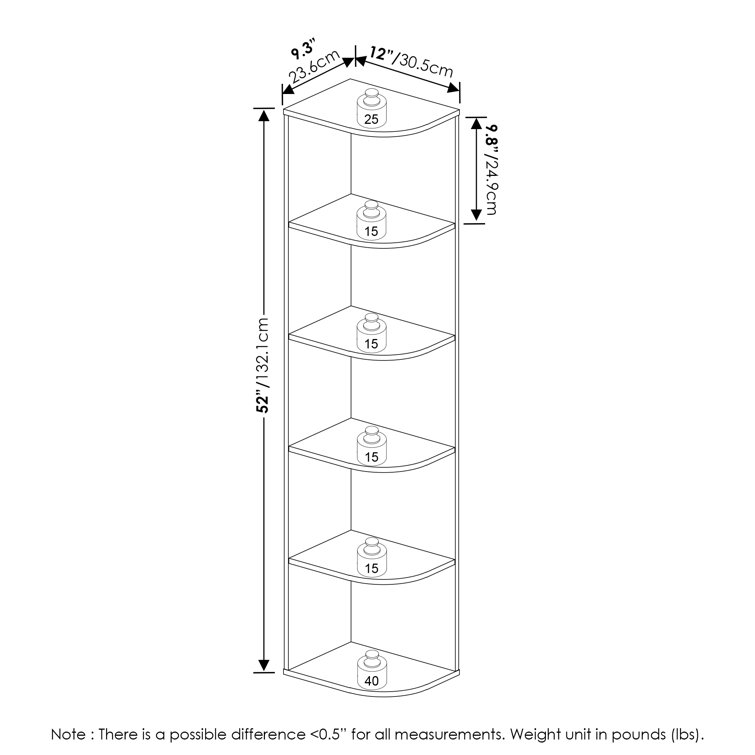 9.3"/
23.6cm
12"/30.5cm
25
9.8"/24.9cm
15
15
52"/132.1cm
15
15
40
Note : There is a possible difference <0.5" for all measurements. Weight unit in pounds (lbs).